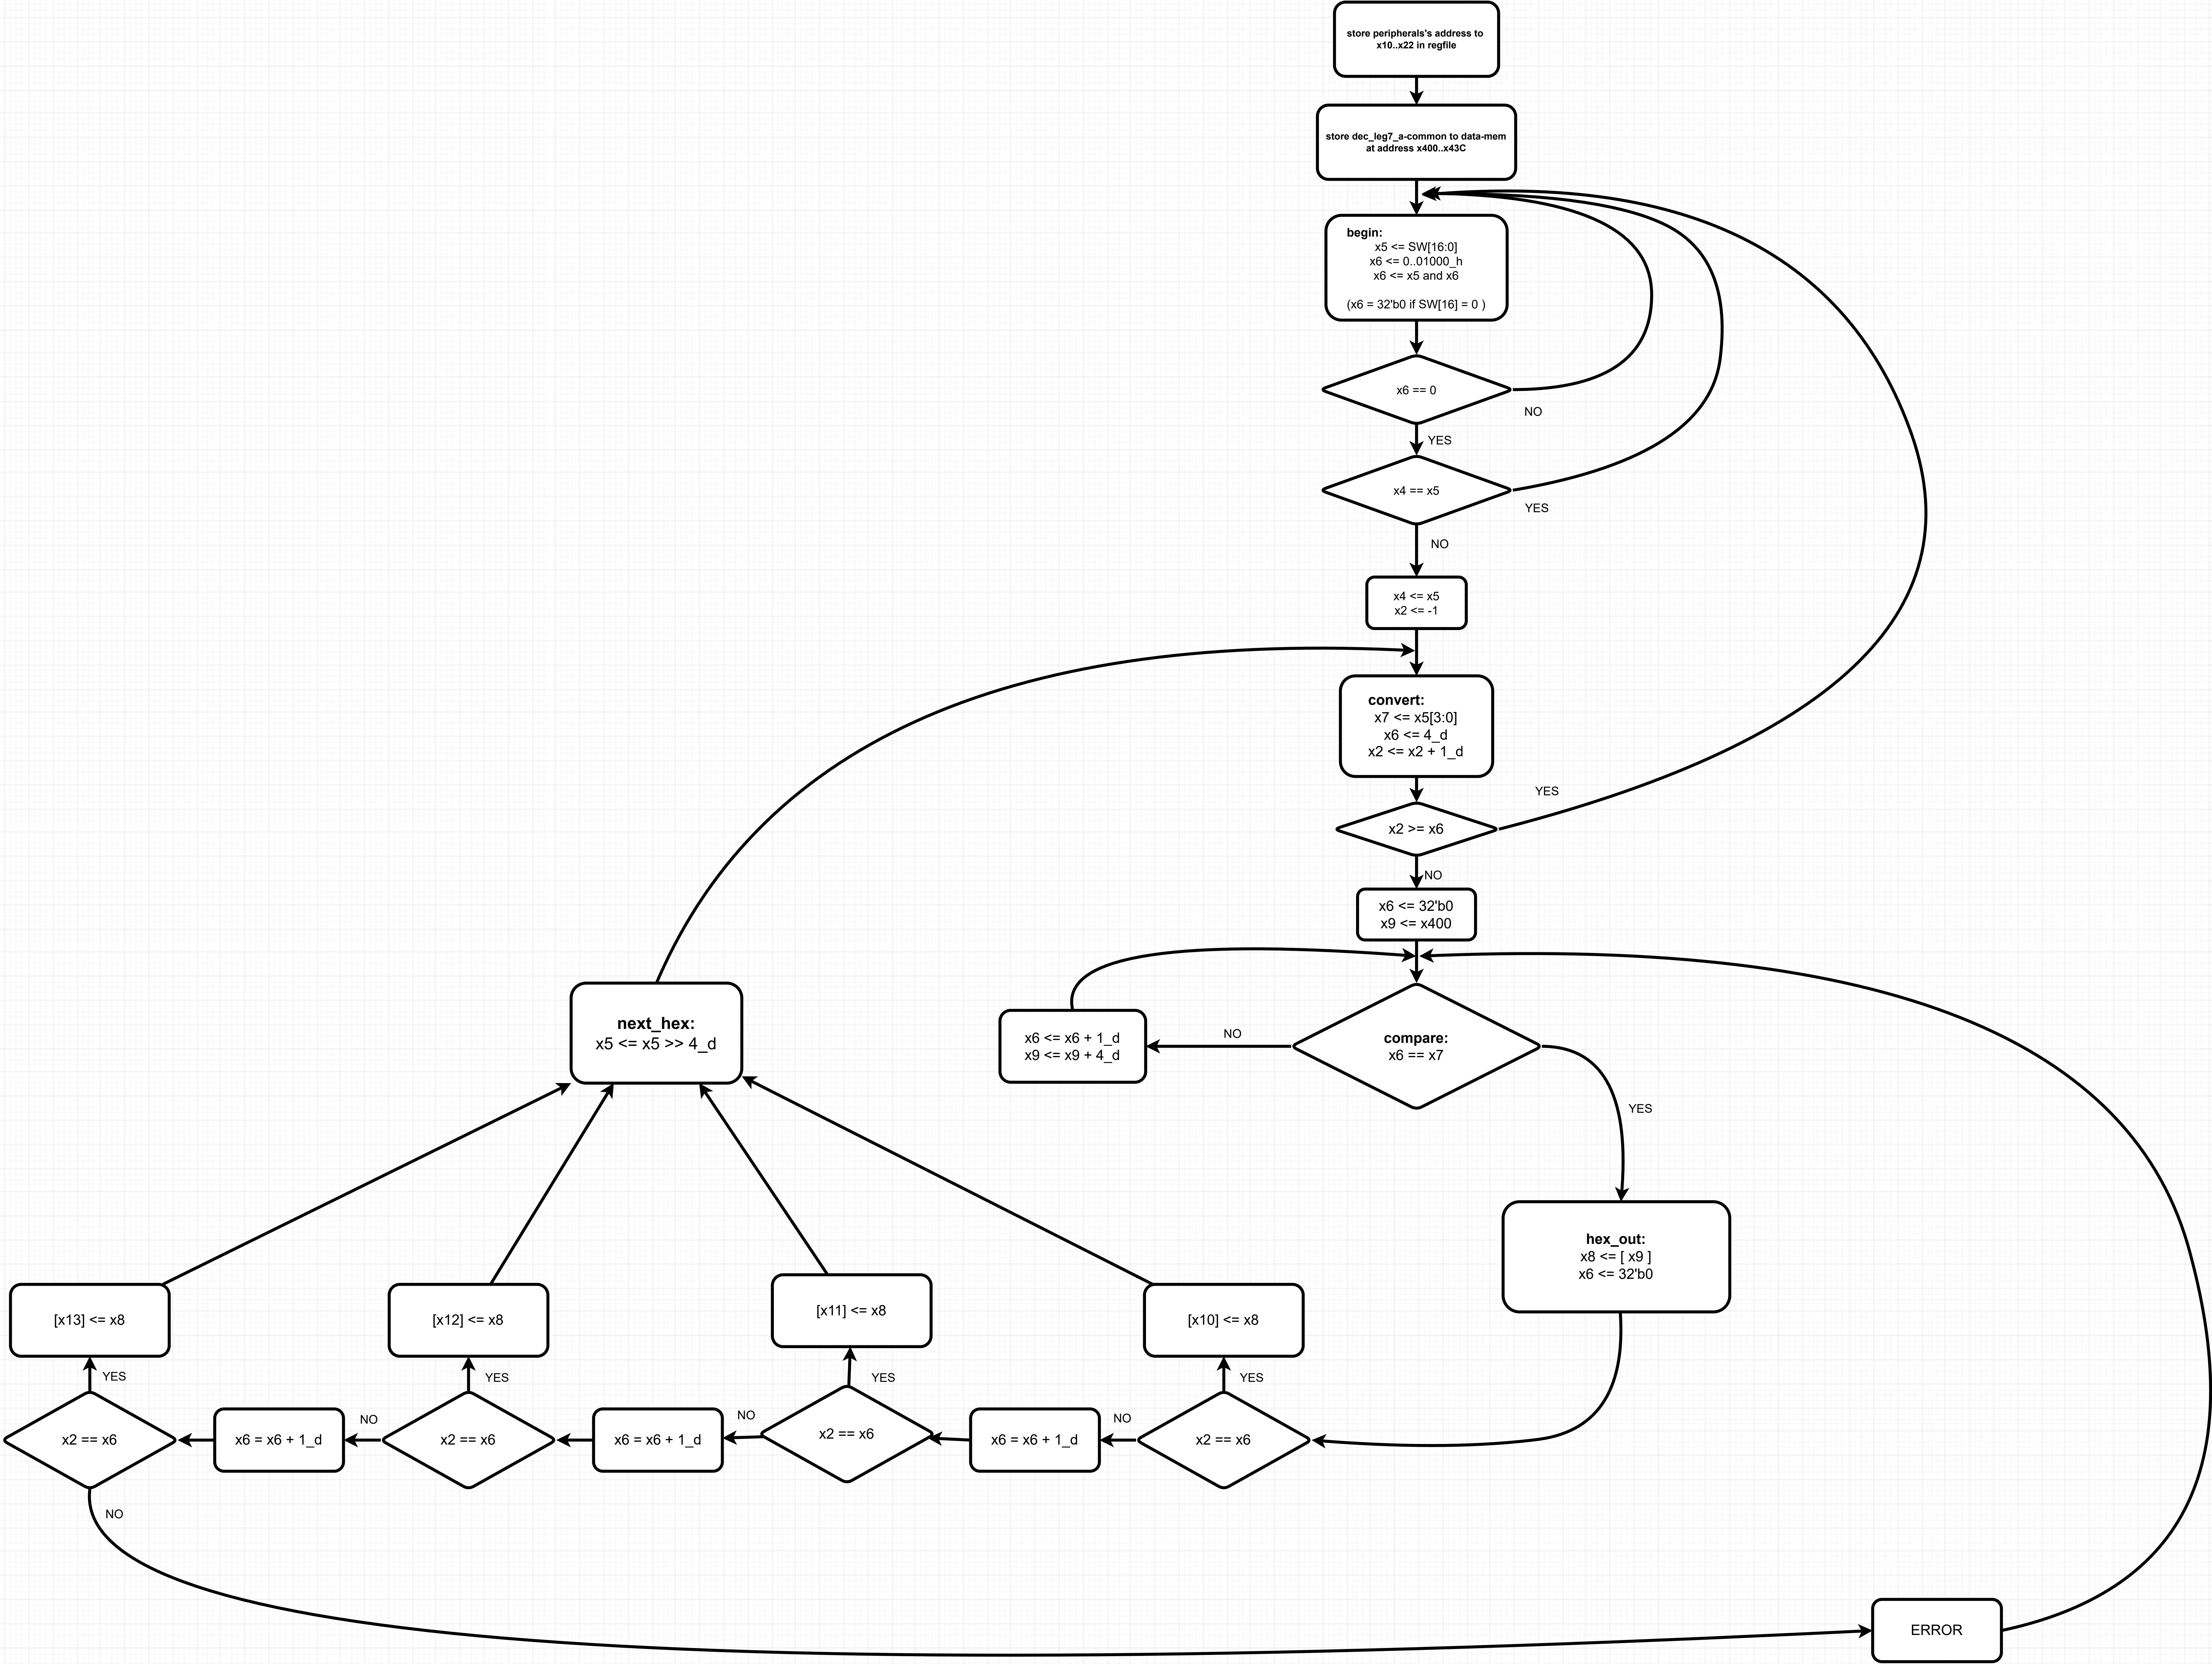 store peripherals's address to
x10..x22 in regfile
store dec_leg7_a-common to data-mem
at address x400..x43C
begin:
x5 <= SW[16:0]
x6 <= 0..01000_h
x6 <= x5 and x6
(x6 = 32'b0 if SW[16] = 0 )
x6 == 0
NO
YES
x4 == x5
YES
NO
x4 <= x5
x2 <= -1
convert:
x7 <= x5[3:0]
x6 <= 4_d
x2 <= x2 + 1_d
YES
x2 >= x6
NO
x6 <= 32'b0
x9 <= x400
next_hex:
x5 <= x5 >> 4_d
x6 <= x6 + 1_d
x9 <= x9 + 4_d
NO
compare:
x6 == x7
YES
hex_out:
x8 <= [ x9 ]
x6 <= 32'b0
[x13] <= x8
[x12] <= x8
[x11] <= x8
[x10] <= x8
YES
YES
YES
YES
x2 == x6
x6 = x6 + 1_d
NO
x2 == x6
x6 = x6 + 1_d
NO
x2 == x6
x6 = x6 + 1_d
NO
x2 == x6
NO
ERROR